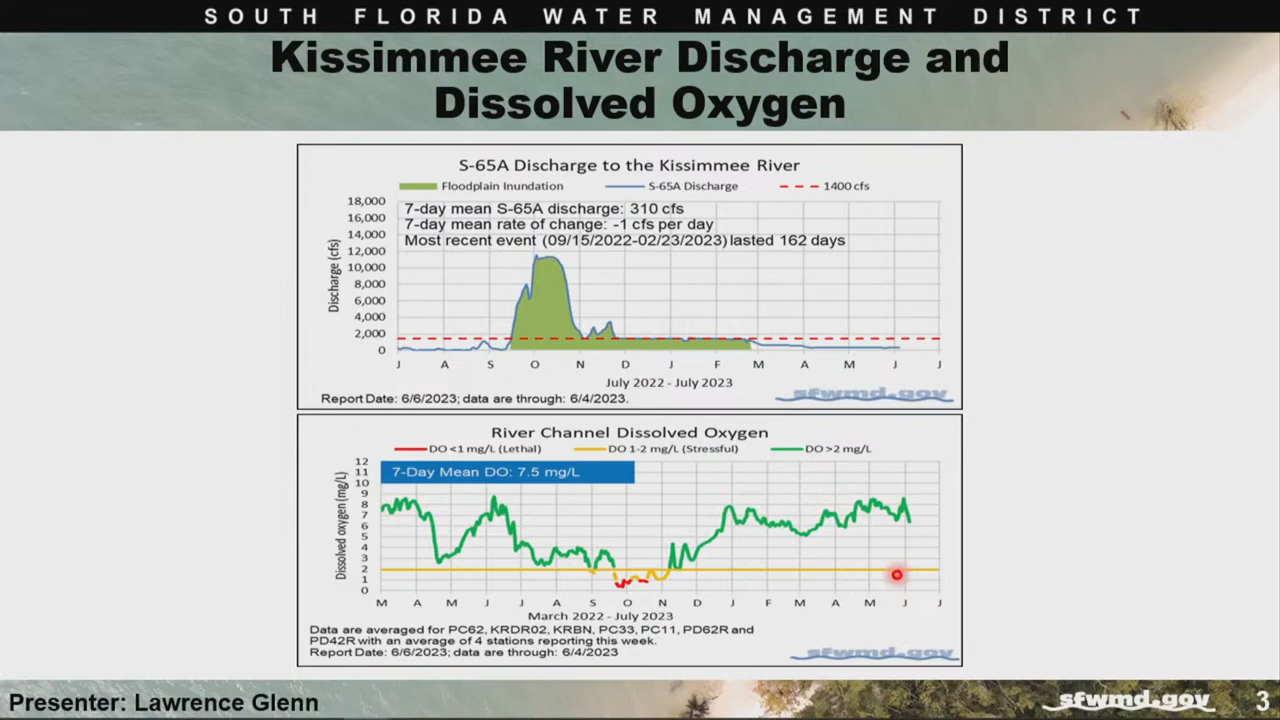 SOUTH FLORIDA WATER MANAGEMENT DISTRICT
Kissimmee River Discharge and
Dissolved Oxygen
S-65A Discharge to the Kissimmee River
Floodplain Inundation S-65A Discharge 1400 cfs
7-day mean S-65A discharge: 310 cfs
7-day mean rate of change: -1 cfs per day
Most recent event (09/15/2022-02/23/2023) lasted 162 days
Discharge (cfs)
18,000
16,000
14,000
12,000
10,000
8,000
6,000
4,000
2,000
0
J A S O N D J F M A M J J
July 2022 - July 2023
sfwmd.gov
Report Date: 6/6/2023; data are through: 6/4/2023.
River Channel Dissolved Oxygen
DO <1 mg/L (Lethal) DO 1-2 mg/L (Stressful) DO >2 mg/L
7-Day Mean DO: 7.5 mg/L
Dissolved oxygen (mg/L)
12
11
10
9
8
7
6
5
4
3
2
1
0
M A M J J A S O N D J F M A M J J
March 2022 - July 2023
Data are averaged for PC62, KRDR02, KRBN, PC33, PC11, PD62R and
PD42R with an average of 4 stations reporting this week.
Report Date: 6/6/2023; data are through: 6/4/2023
sfwmd.gov
Presenter: Lawrence Glenn
sfwmd.gov
3